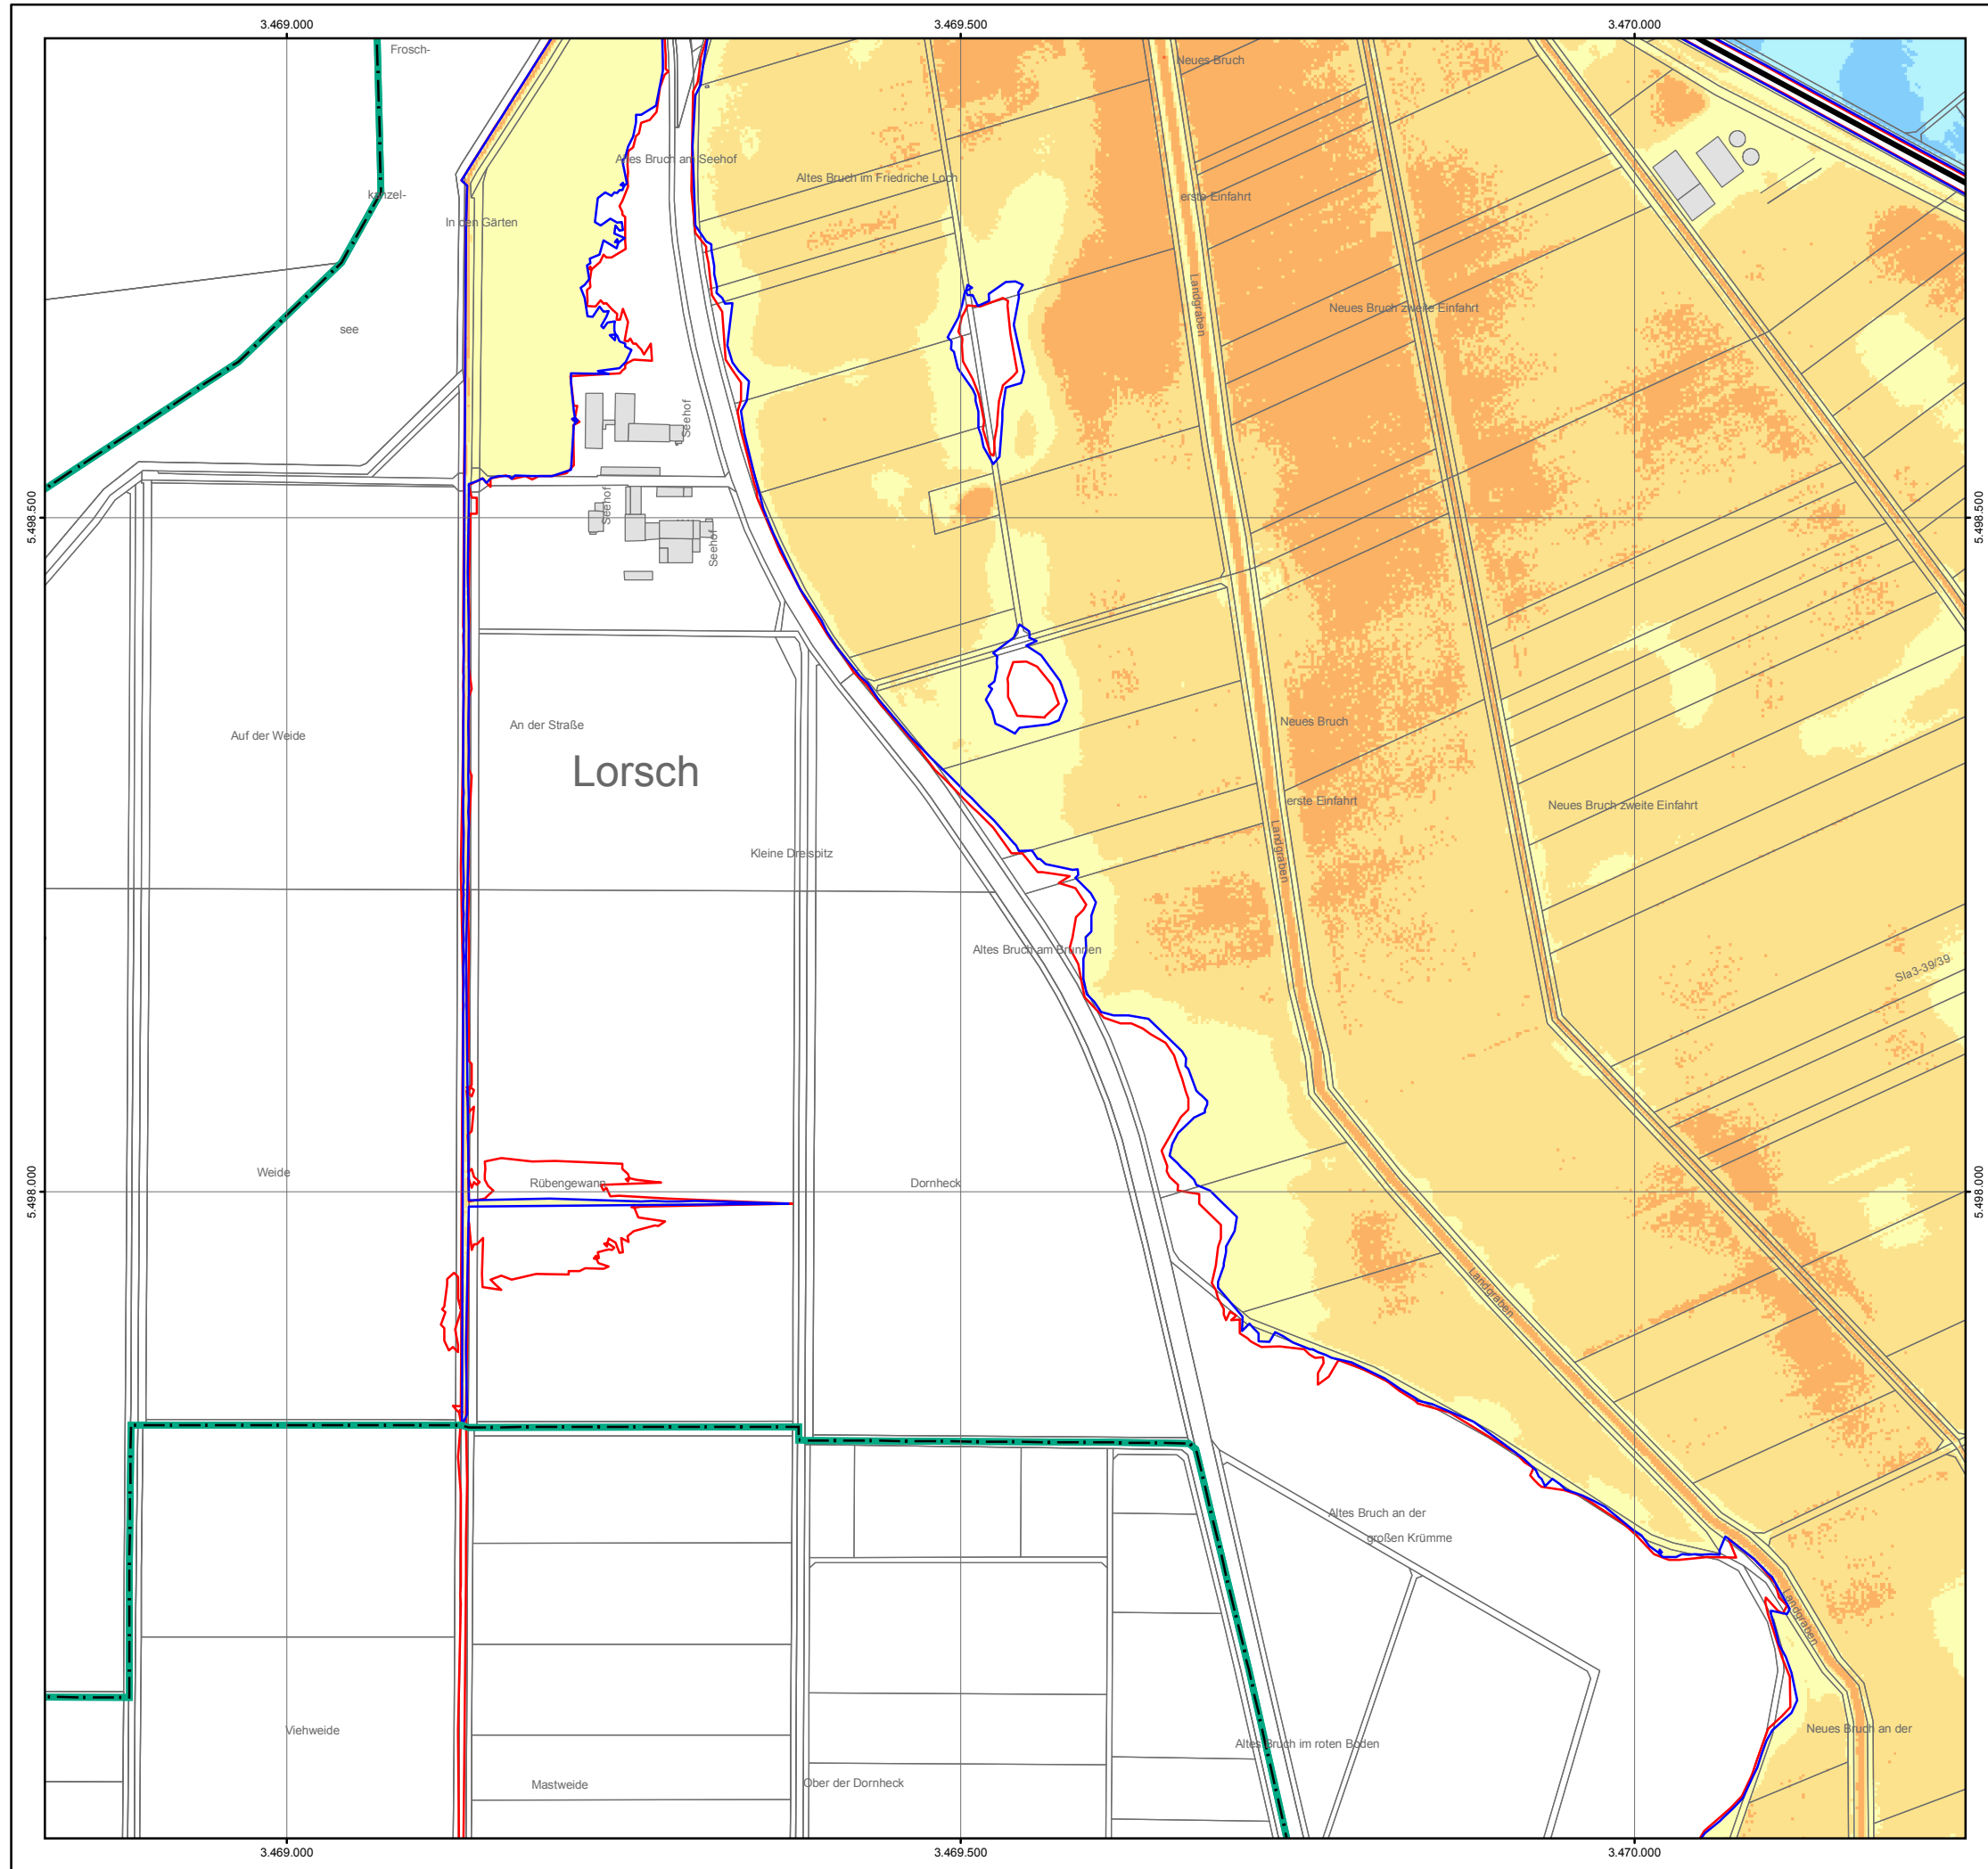 3.469.000
3.469.500
3.470.000
Frosch-
Neues Bruch
Altes Bruch am Seehof
Altes Bruch im Friedriche Loch
kanzel-
erste Einfahrt
In den Gärten
Landgraben
Neues Bruch zweite Einfahrt
see
Seehof
5.498.500
5.498.500
Seehof
Seehof
Neues Bruch
An der Straße
Auf der Weide
Lorsch
erste Einfahrt
Neues Bruch zweite Einfahrt
Landgraben
Kleine Dreispitz
Altes Bruch am Brunnen
Sla3-39/39
Weide
Rübengewann
Dornheck
5.498.000
5.498.000
Landgraben
Altes Bruch an der
großen Krümme
Landgraben
Viehweide
Neues Bruch an der
Altes Bruch im roten Boden
Mastweide
Ober der Dornheck
3.469.000
3.469.500
3.470.000